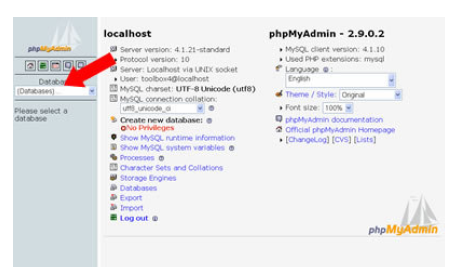 phpMyAdmin
Database
(Databases) ...
Please select a
database
localhost
Server version: 4.1.21-standard
Protocol version: 10
Server: Localhost via UNIX socket
User: toolbox4@localhost
MySQL charset: UTF-8 Unicode (utf8)
MySQL connection collation:
utf8_unicode_ci
Create new database:
No Privileges
Show MySQL runtime information
Show MySQL system variables
Processes
Character Sets and Collations
Storage Engines
Databases
Export
Import
Log out
phpMyAdmin - 2.9.0.2
MySQL client version: 4.1.10
Used PHP extensions: mysql
Language :
English
Theme / Style: Original
Font size: 100%
phpMyAdmin documentation
Official phpMyAdmin Homepage
[ChangeLog] [CVS] [Lists]
phpMyAdmin